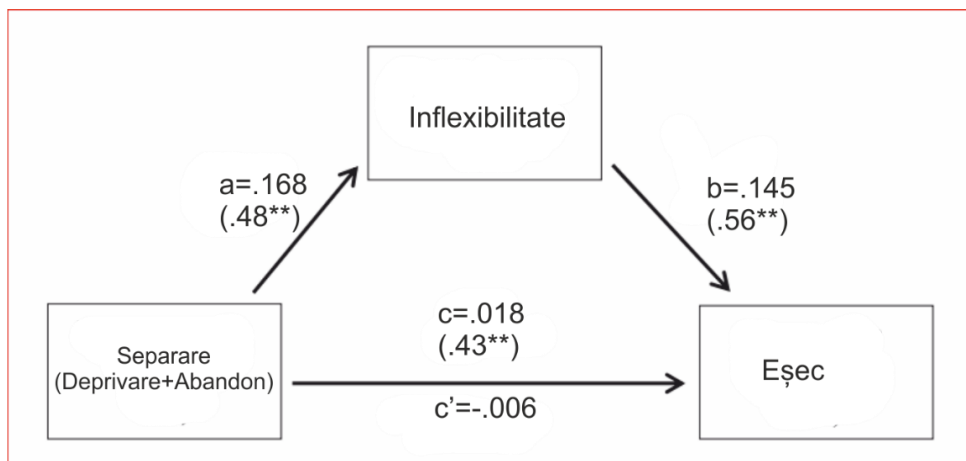 Inflexibilitate
a=.168
(.48**)
b=.145
(.56**)
c=.018
(.43**)
Separare
(Deprivare+Abandon)
Eșec
c’=-.006